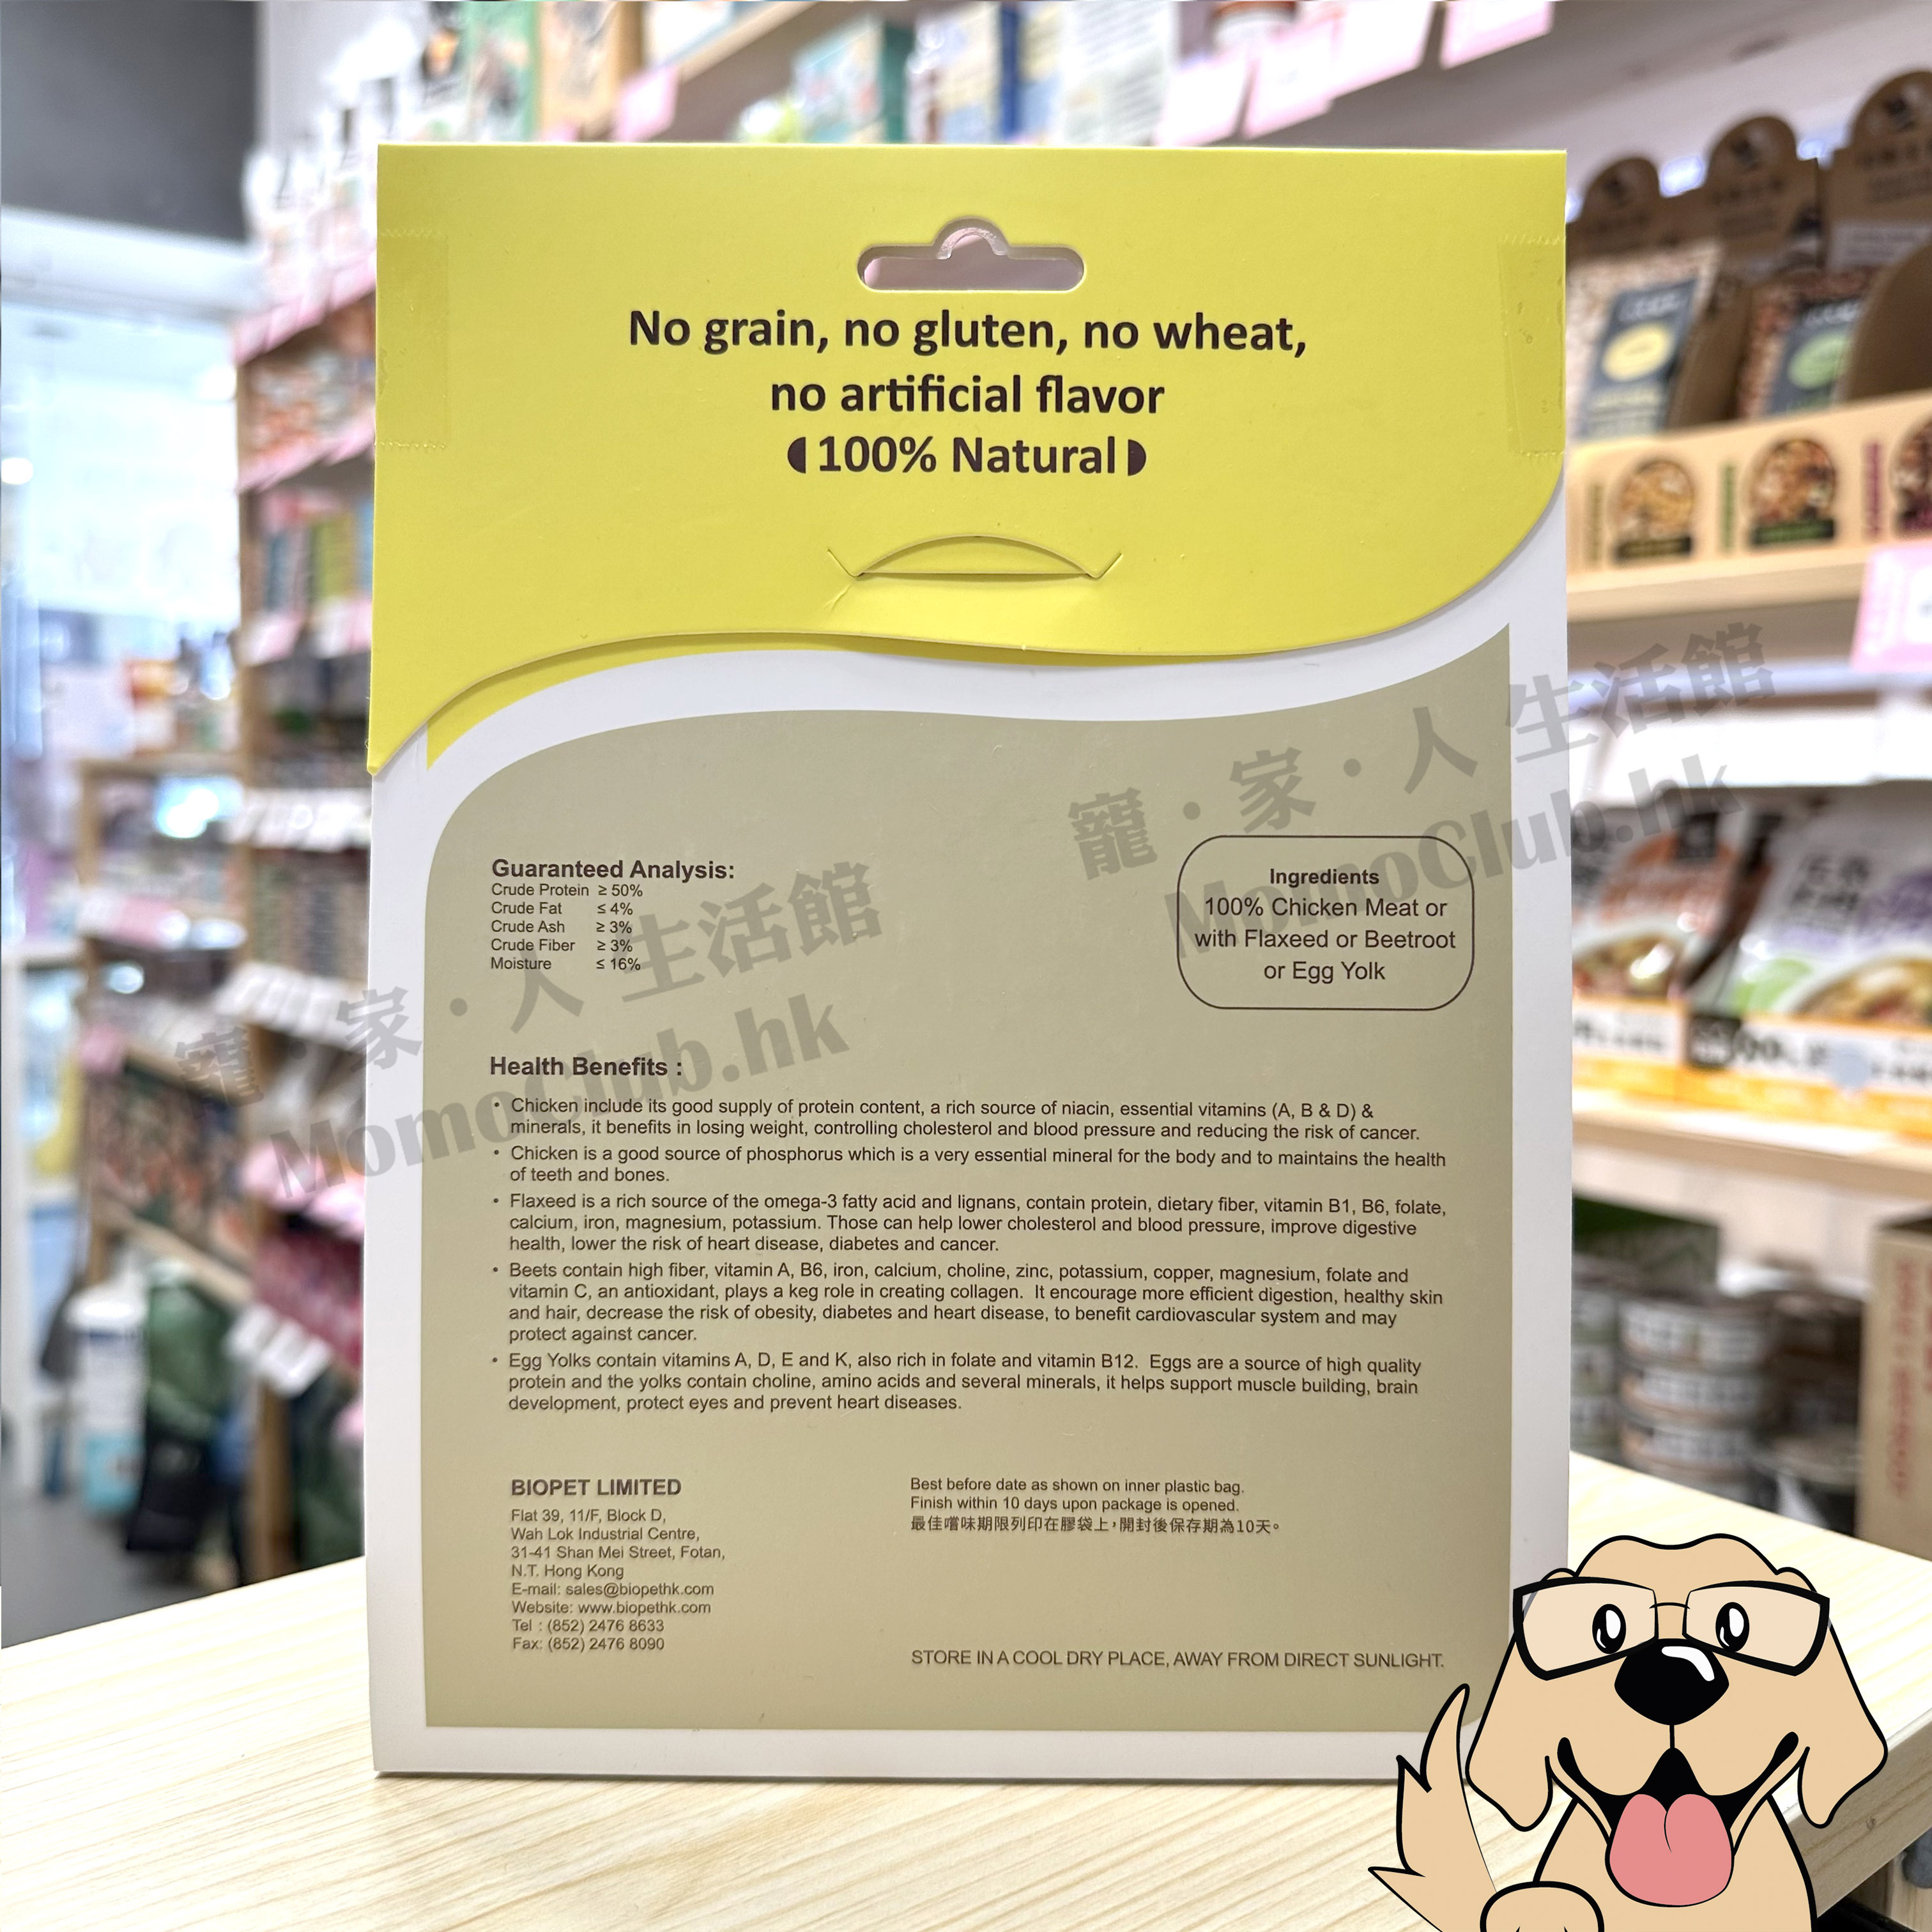 No grain, no gluten, no wheat,
no artificial flavor
100% Natural
Guaranteed Analysis:
Crude Protein ≥ 50%
Crude Fat ≤ 4%
Crude Ash ≥ 3%
Crude Fiber ≥ 3%
Moisture ≤ 16%
Ingredients
100% Chicken Meat or
with Flaxeed or Beetroot
or Egg Yolk
寵·家·人 生活館
MomoClub.hk
寵·家·人 生活館
MomoClub.hk
Health Benefits :
• Chicken include its good supply of protein content, a rich source of niacin, essential vitamins (A, B & D) &
minerals, it benefits in losing weight, controlling cholesterol and blood pressure and reducing the risk of cancer.
• Chicken is a good source of phosphorus which is a very essential mineral for the body and to maintains the health
of teeth and bones.
• Flaxeed is a rich source of the omega-3 fatty acid and lignans, contain protein, dietary fiber, vitamin B1, B6, folate,
calcium, iron, magnesium, potassium. Those can help lower cholesterol and blood pressure, improve digestive
health, lower the risk of heart disease, diabetes and cancer.
• Beets contain high fiber, vitamin A, B6, iron, calcium, choline, zinc, potassium, copper, magnesium, folate and
vitamin C, an antioxidant, plays a keg role in creating collagen. It encourage more efficient digestion, healthy skin
and hair, decrease the risk of obesity, diabetes and heart disease, to benefit cardiovascular system and may
protect against cancer.
• Egg Yolks contain vitamins A, D, E and K, also rich in folate and vitamin B12. Eggs are a source of high quality
protein and the yolks contain choline, amino acids and several minerals, it helps support muscle building, brain
development, protect eyes and prevent heart diseases.
BIOPET LIMITED
Flat 39, 11/F, Block D,
Wah Lok Industrial Centre,
31-41 Shan Mei Street, Fotan,
N.T. Hong Kong
E-mail: sales@biopethk.com
Website: www.biopethk.com
Tel : (852) 2476 8633
Fax: (852) 2476 8090
Best before date as shown on inner plastic bag.
Finish within 10 days upon package is opened.
最佳嚐味期限列印在膠袋上，開封後保存期為10天。
STORE IN A COOL DRY PLACE, AWAY FROM DIRECT SUNLIGHT.